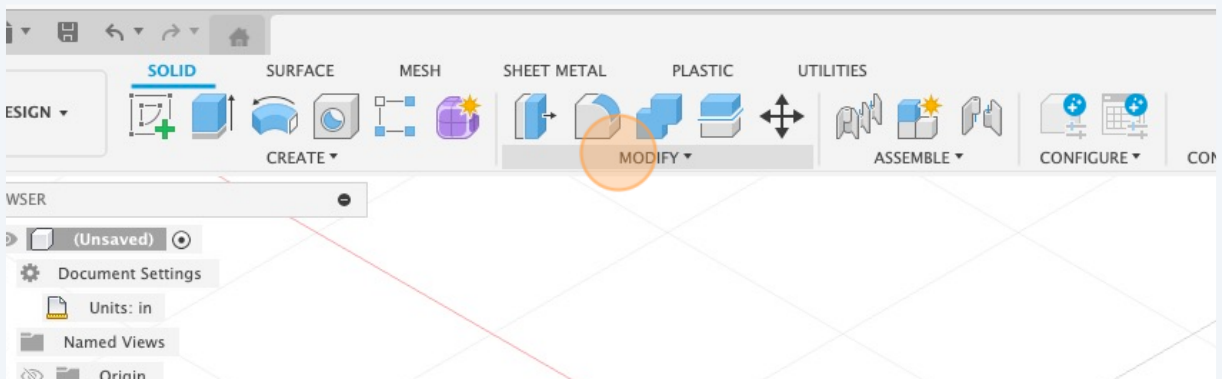 SOLID SURFACE MESH SHEET METAL PLASTIC UTILITIES
ESIGN
CREATE MODIFY ASSEMBLE CONFIGURE CON
WSER
(Unsaved)
Document Settings
Units: in
Named Views
Origin